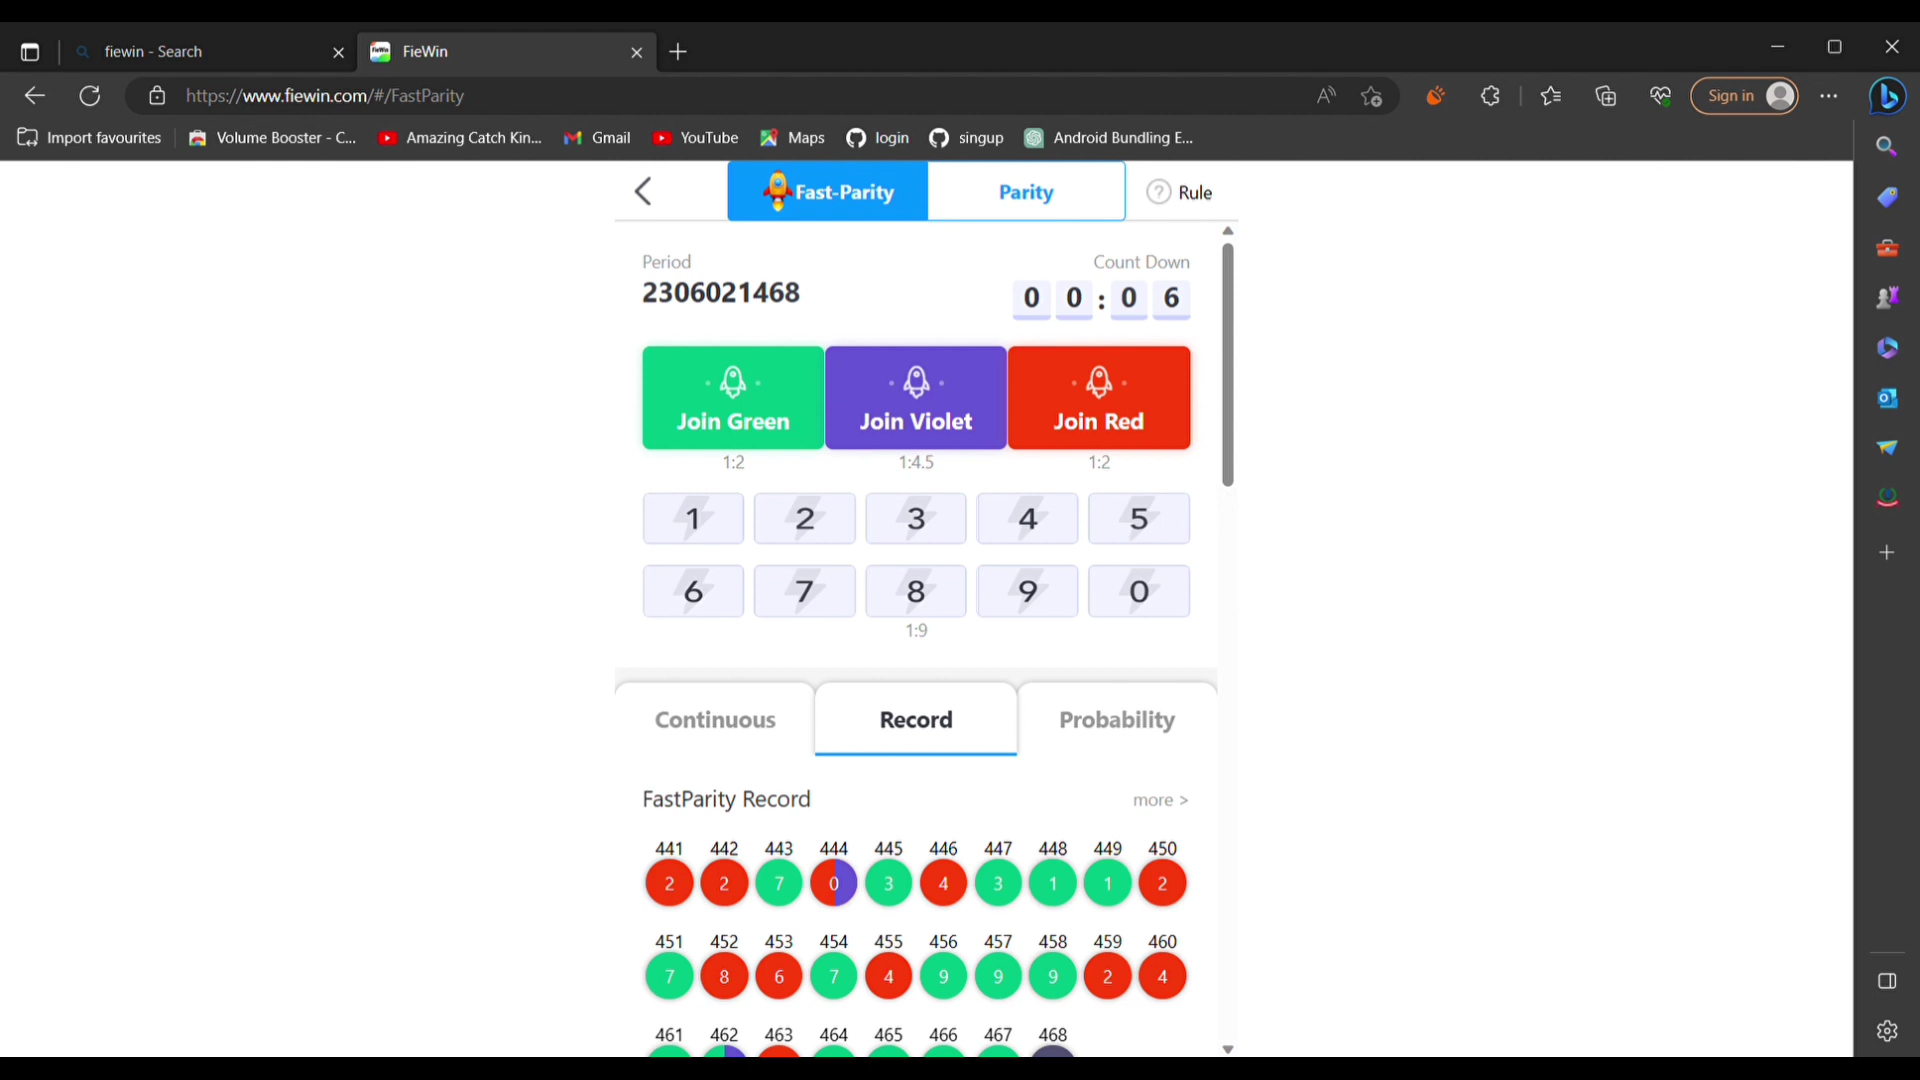 fiewin - Search
FieWin
https://www.fiewin.com/#/FastParity
Sign in
Import favourites
Volume Booster - C...
Amazing Catch Kin...
Gmail
YouTube
Maps
login
singup
Android Bundling E...
Fast-Parity
Parity
? Rule
Period
Count Down
2306021468
0 0 : 0 6
Join Green
Join Violet
Join Red
1:2
1:4.5
1:2
1 2 3 4 5
6 7 8 9 0
1:9
Continuous
Record
Probability
FastParity Record
more >
441 442 443 444 445 446 447 448 449 450
2 2 7 0 3 4 3 1 1 2
451 452 453 454 455 456 457 458 459 460
7 8 6 7 4 9 9 9 2 4
461 462 463 464 465 466 467 468